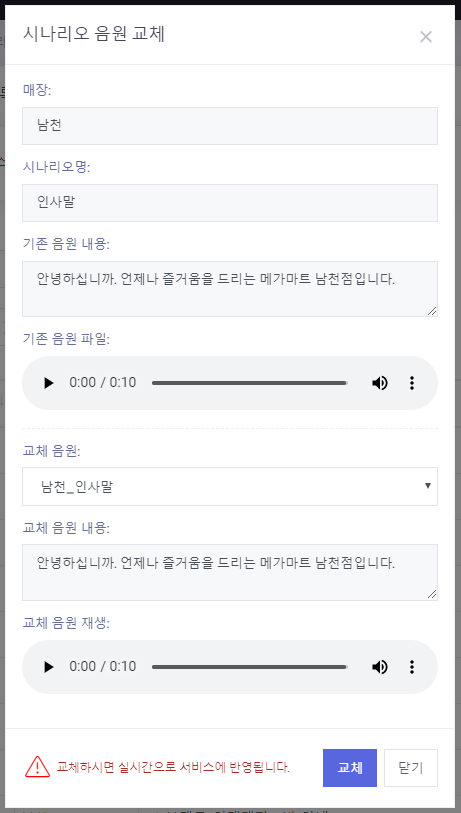 시나리오 음원 교체
×
매장:
남천
시나리오명:
인사말
기존 음원 내용:
안녕하십니까. 언제나 즐거움을 드리는 메가마트 남천점입니다.
기존 음원 파일:
0:00 / 0:10
교체 음원:
남천_인사말
교체 음원 내용:
안녕하십니까. 언제나 즐거움을 드리는 메가마트 남천점입니다.
교체 음원 재생:
0:00 / 0:10
교체하시면 실시간으로 서비스에 반영됩니다.
교체
닫기